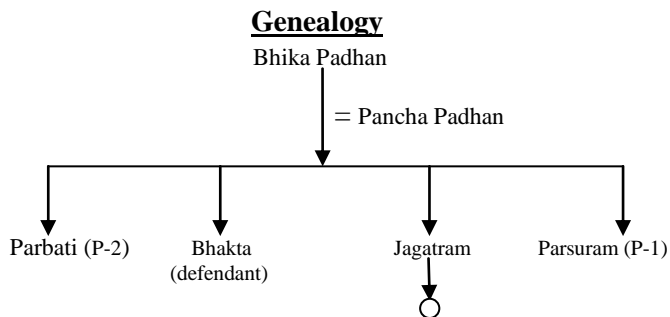 Genealogy
Bhika Padhan
= Pancha Padhan
Parbati (P-2) Bhakta Jagatram Parsuram (P-1)
(defendant)